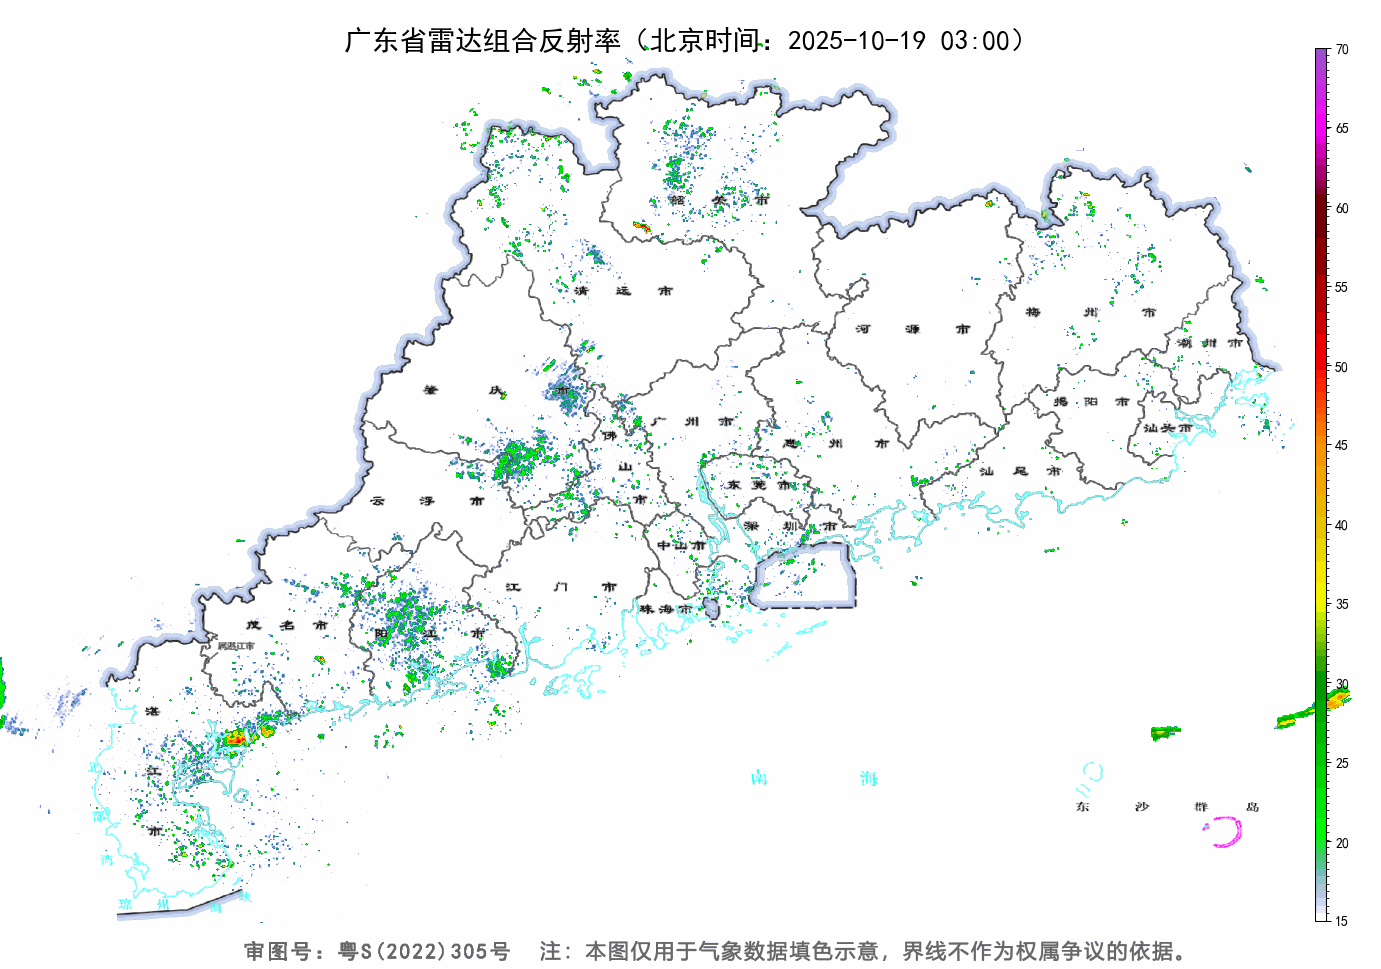 广东省雷达组合反射率（北京时间：2025-10-19 03:00）
70
65
60
55
50
45
40
35
30
25
20
15
韶关市
清远市
河源市
梅州市
潮州市
肇庆市
广州市
揭阳市
汕头市
佛山市
惠州市
汕尾市
云浮市
东莞市
深圳市
中山市
江门市
珠海市
茂名市
阳江市
属湛江市
湛江市
北部湾
南海
东沙群岛
琼州海峡
审图号：粤S(2022)305号 注：本图仅用于气象数据填色示意，界线不作为权属争议的依据。